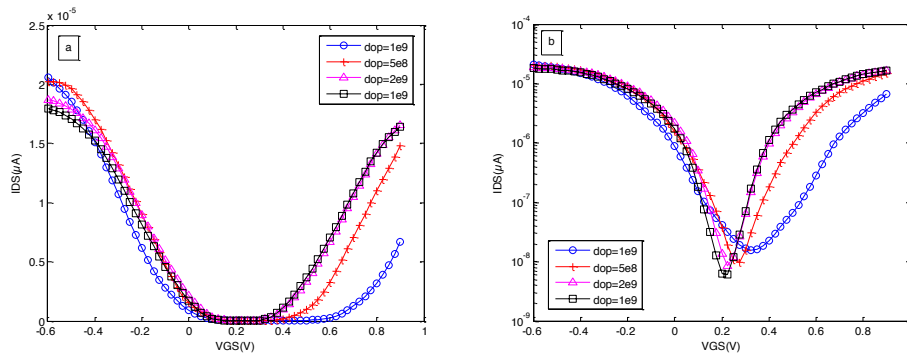 x 10^-5
2.5
2
1.5
1
0.5
0
a
dop=1e9
dop=5e8
dop=2e9
dop=1e9
IDS(μA)
-0.6 -0.4 -0.2 0 0.2 0.4 0.6 0.8 1
VGS(V)
10^-4
10^-5
10^-6
10^-7
10^-8
10^-9
b
dop=1e9
dop=5e8
dop=2e9
dop=1e9
IDS(μA)
-0.6 -0.4 -0.2 0 0.2 0.4 0.6 0.8
VGS(V)